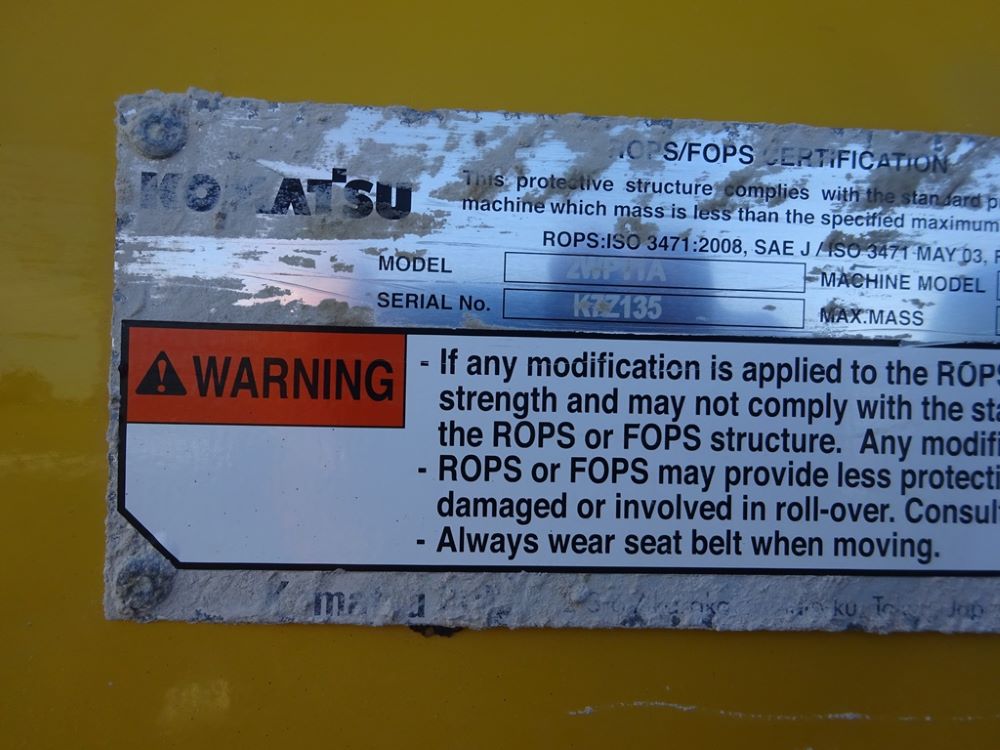 ROPS/FOPS CERTIFICATION
KOMATSU
This protective structure complies with the standard
machine which mass is less than the specified maximum
ROPS:ISO 3471:2008, SAE J / ISO 3471 MAY 03,
MODEL MACHINE MODEL
SERIAL No. K7Z135 MAX.MASS
WARNING
- If any modification is applied to the ROPS
strength and may not comply with the
the ROPS or FOPS structure. Any
- ROPS or FOPS may provide less
damaged or involved in roll-over.
- Always wear seat belt when moving.
Komatsu